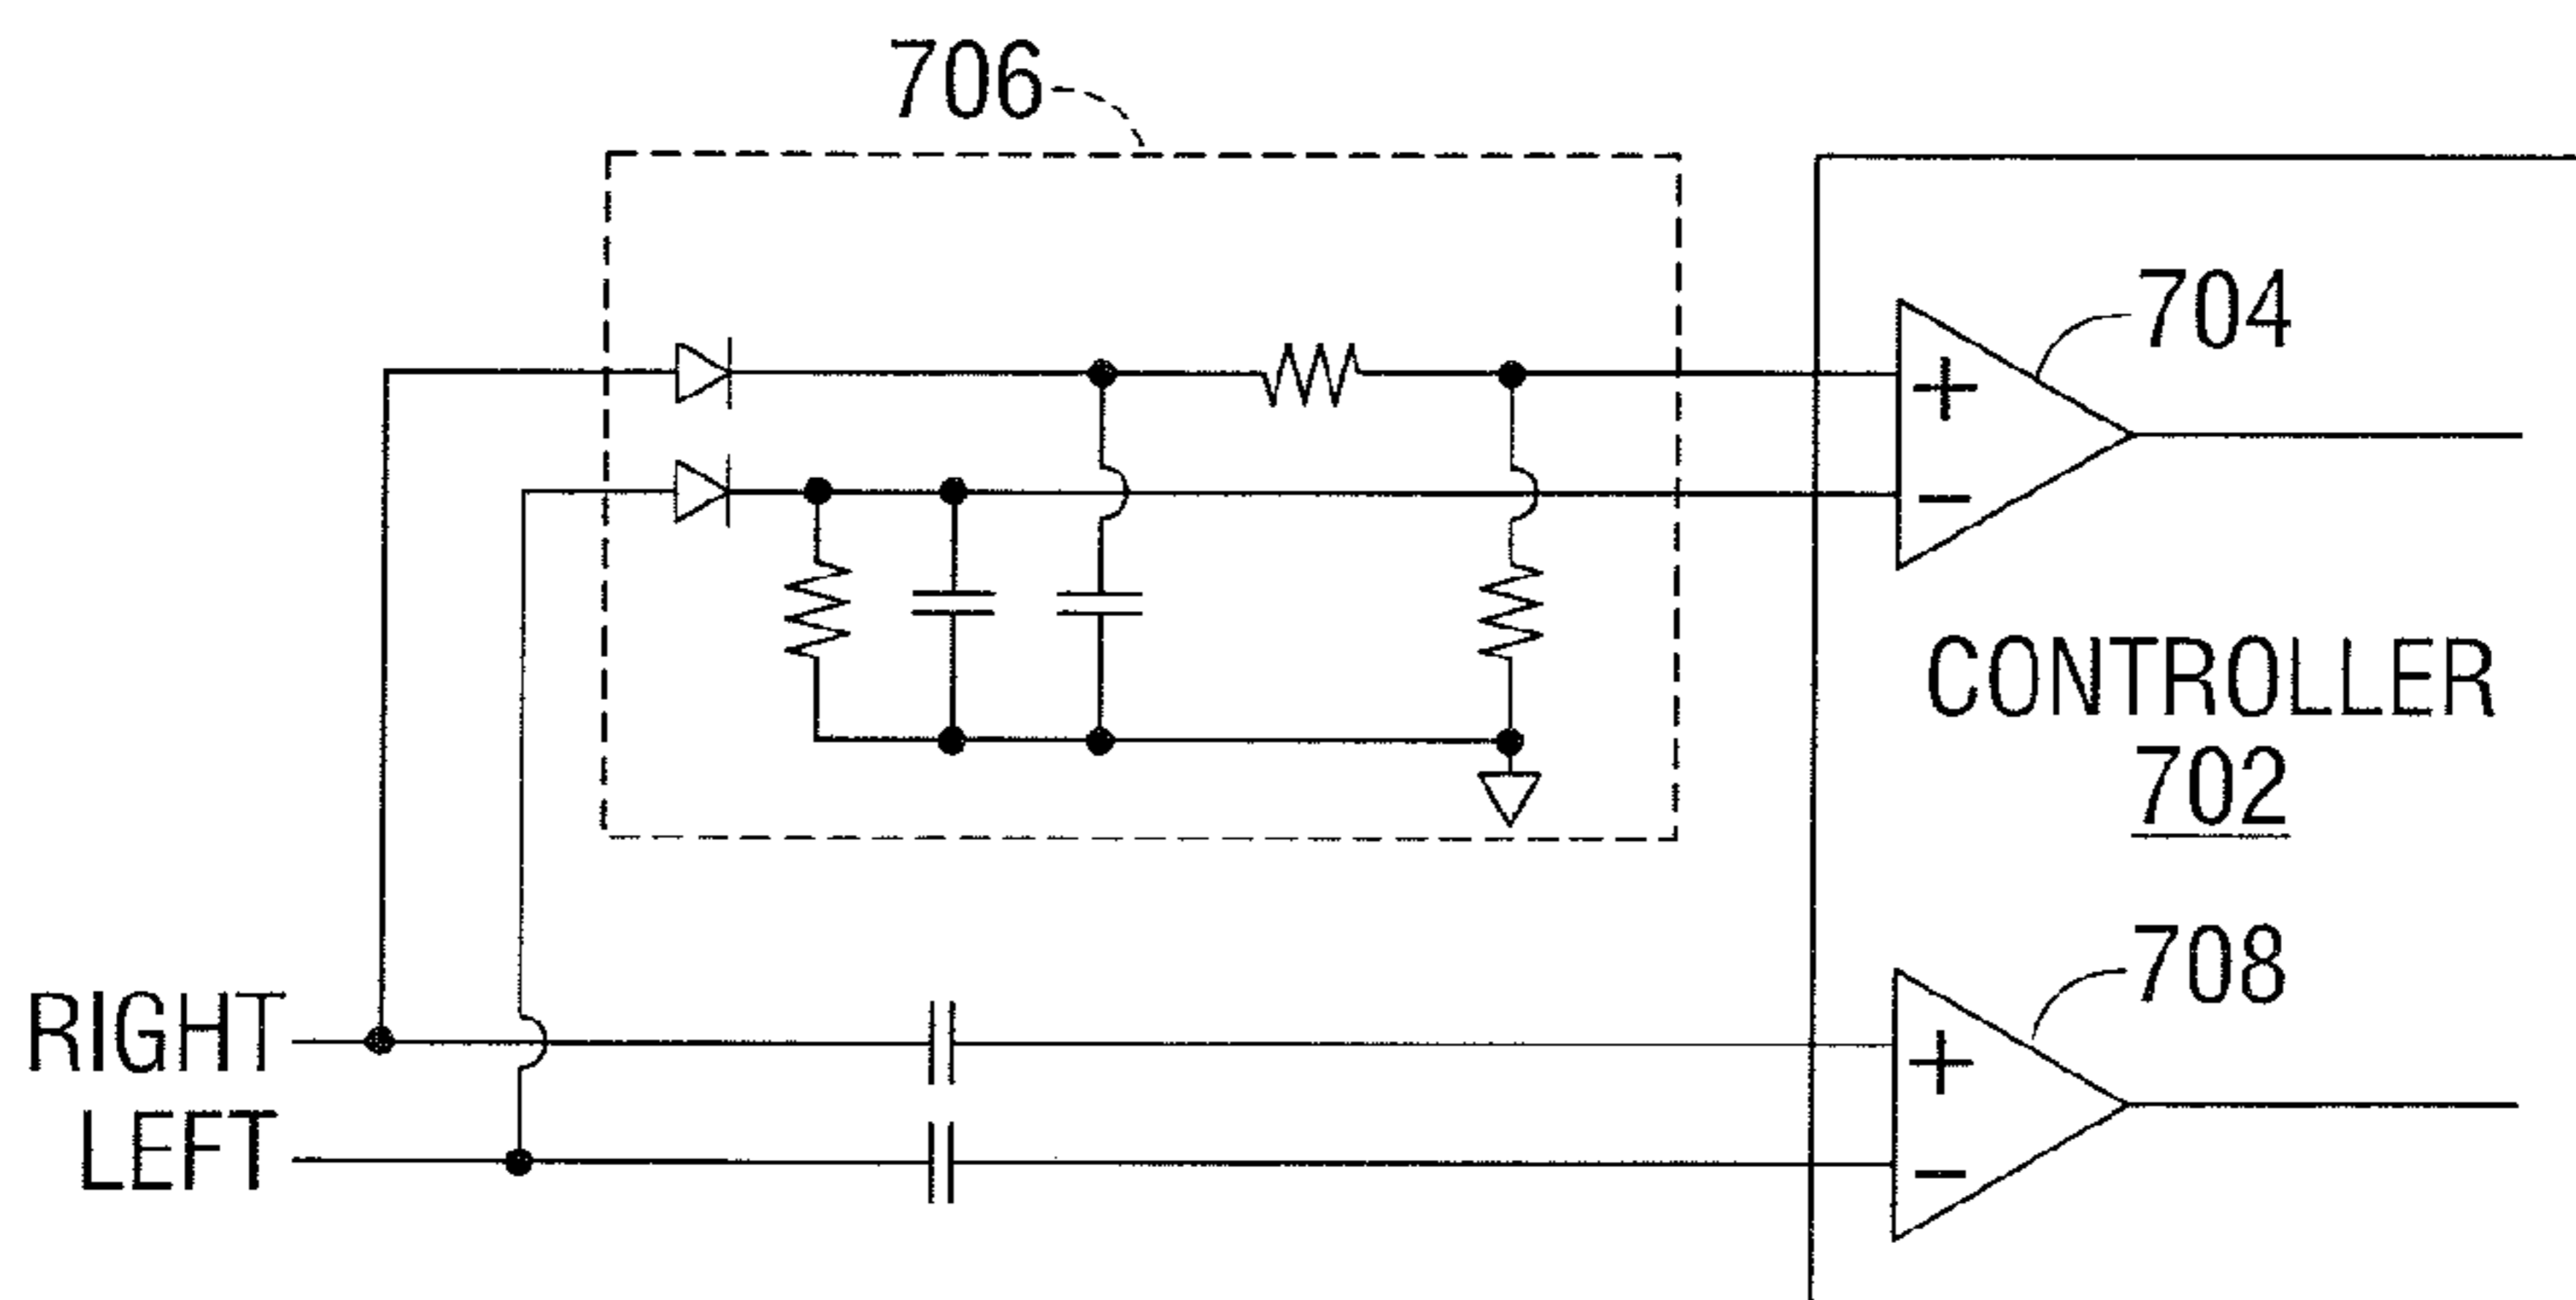 706
704
+
−
CONTROLLER
702
708
RIGHT
+
LEFT
−